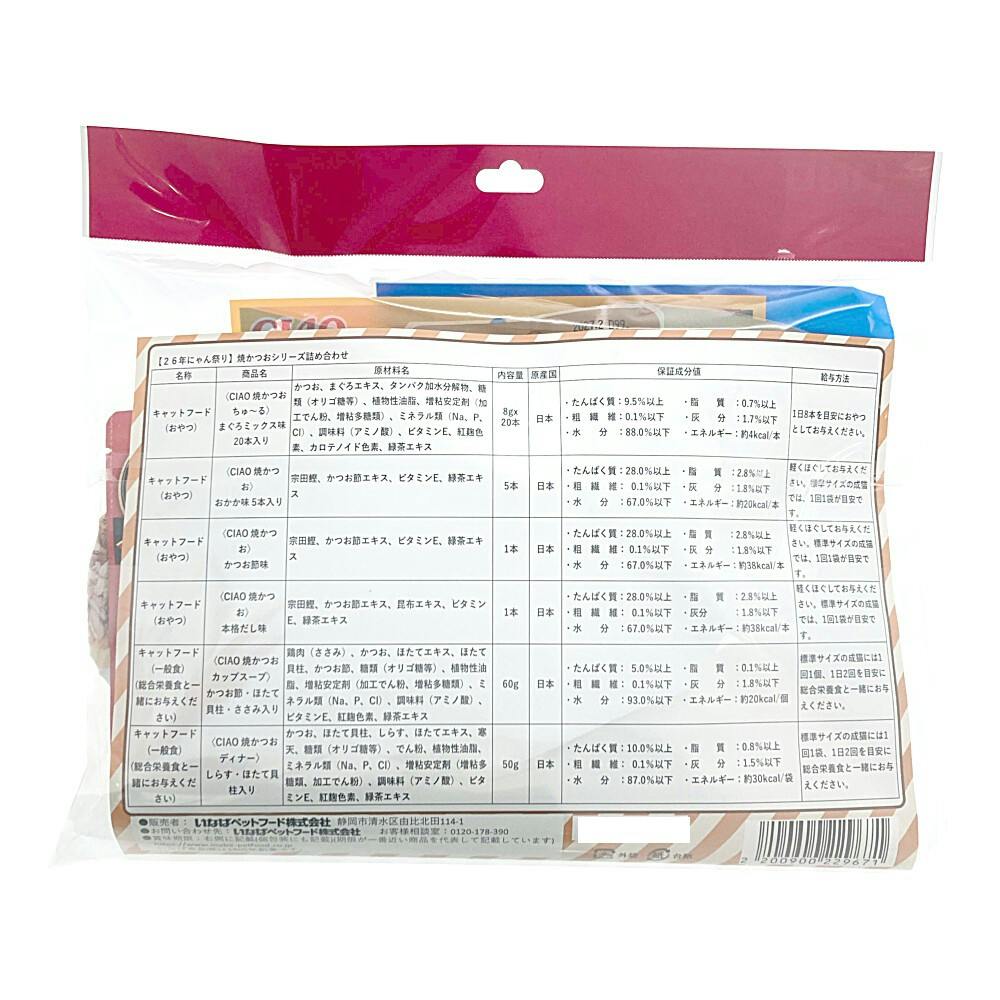 CIAO
2027.2 D99
【26年にゃん祭り】焼かつおシリーズ詰め合わせ
名称 商品名 原材料名 内容量 原産国 保証成分値 給与方法
キャットフード
(おやつ)
〈CIAO 焼かつお
ちゅ〜る〉
まぐろミックス味
20本入り
かつお、まぐろエキス、タンパク加水分解物、糖
類（オリゴ糖等）、植物性油脂、増粘安定剤（加
工でん粉、増粘多糖類）、ミネラル類（Na、P、
Cl）、調味料（アミノ酸）、ビタミンE、紅麹色
素、カロテノイド色素、緑茶エキス
8g×
20本
日本
・たんぱく質：9.5%以上 ・脂 質 ：0.7%以上
・粗 繊 維：0.1%以下 ・灰 分 ：1.7%以下
・水 分 ：88.0%以下 ・エネルギー：約4kcal/本
1日8本を目安におやつ
としてお与えください。
キャットフード
(おやつ)
〈CIAO 焼かつ
お〉
おかか味 5本入り
宗田鰹、かつお節エキス、ビタミンE、緑茶エキ
ス
5本
日本
・たんぱく質：28.0%以上 ・脂 質 ：2.8%以上
・粗 繊 維： 0.1%以下 ・灰 分 ：1.8%以下
・水 分 ：67.0%以下 ・エネルギー：約20kcal/本
軽くほぐしてお与えくだ
さい。標準サイズの成猫
では、1回1袋が目安で
す。
キャットフード
(おやつ)
〈CIAO 焼かつ
お〉
かつお節味
宗田鰹、かつお節エキス、ビタミンE、緑茶エキ
ス
1本
日本
・たんぱく質：28.0%以上 ・脂 質 ：2.8%以上
・粗 繊 維： 0.1%以下 ・灰 分 ：1.8%以下
・水 分 ：67.0%以下 ・エネルギー：約38kcal/本
軽くほぐしてお与えくだ
さい。標準サイズの成猫
では、1回1袋が目安で
す。
キャットフード
(おやつ)
〈CIAO 焼かつ
お〉
本格だし味
宗田鰹、かつお節エキス、昆布エキス、ビタミン
E、緑茶エキス
1本
日本
・たんぱく質：28.0%以上 ・脂 質 ：2.8%以上
・粗 繊 維： 0.1%以下 ・灰分 ：1.8%以下
・水 分 ：67.0%以下 ・エネルギー：約38kcal/本
軽くほぐしてお与えくだ
さい。標準サイズの成猫
では、1回1袋が目安で
す。
キャットフード
(一般食)
(総合栄養食と一
緒にお与えくだ
さい)
〈CIAO 焼かつお
カップスープ〉
かつお節・ほたて
貝柱・ささみ入り
鶏肉（ささみ）、かつお、ほたてエキス、ほたて
貝柱、かつお節、糖類（オリゴ糖等）、植物性油
脂、増粘安定剤（加工でん粉、増粘多糖類）、ミ
ネラル類（Na、P、Cl）、調味料（アミノ酸）、
ビタミンE、紅麹色素、緑茶エキス
60g
日本
・たんぱく質： 5.0%以上 ・脂 質 ：0.1%以上
・粗 繊 維： 0.1%以下 ・灰 分 ：1.8%以下
・水 分 ：93.0%以下 ・エネルギー：約20kcal/個
標準サイズの成猫には1
回1個、1日2回を目安に
総合栄養食と一緒にお与
えください。
キャットフード
(一般食)
(総合栄養食と一
緒にお与えくだ
さい)
〈CIAO 焼かつお
ディナー〉
しらす・ほたて貝
柱入り
かつお、ほたて貝柱、しらす、ほたてエキス、寒
天、糖類（オリゴ糖等）、でん粉、植物性油脂、
ミネラル類（Na、P、Cl）、増粘安定剤（増粘多
糖類、加工でん粉）、調味料（アミノ酸）、ビタ
ミンE、紅麹色素、緑茶エキス
50g
日本
・たんぱく質：10.0%以上 ・脂 質 ：0.8%以上
・粗 繊 維： 0.1%以下 ・灰 分 ：1.5%以下
・水 分 ：87.0%以下 ・エネルギー：約30kcal/袋
標準サイズの成猫には1
回1袋、1日2回を目安に
総合栄養食と一緒にお与
えください。
●販売者：いなばペットフード株式会社 静岡市清水区由比北田114-1
●お問い合わせ先：いなばペットフード株式会社 お客様相談室：0120-178-390
●賞味期限：右側に記載(個包装にも記載)(期限が一番近い商品を代表して記載しています)
外袋 台紙
2 200900 229671